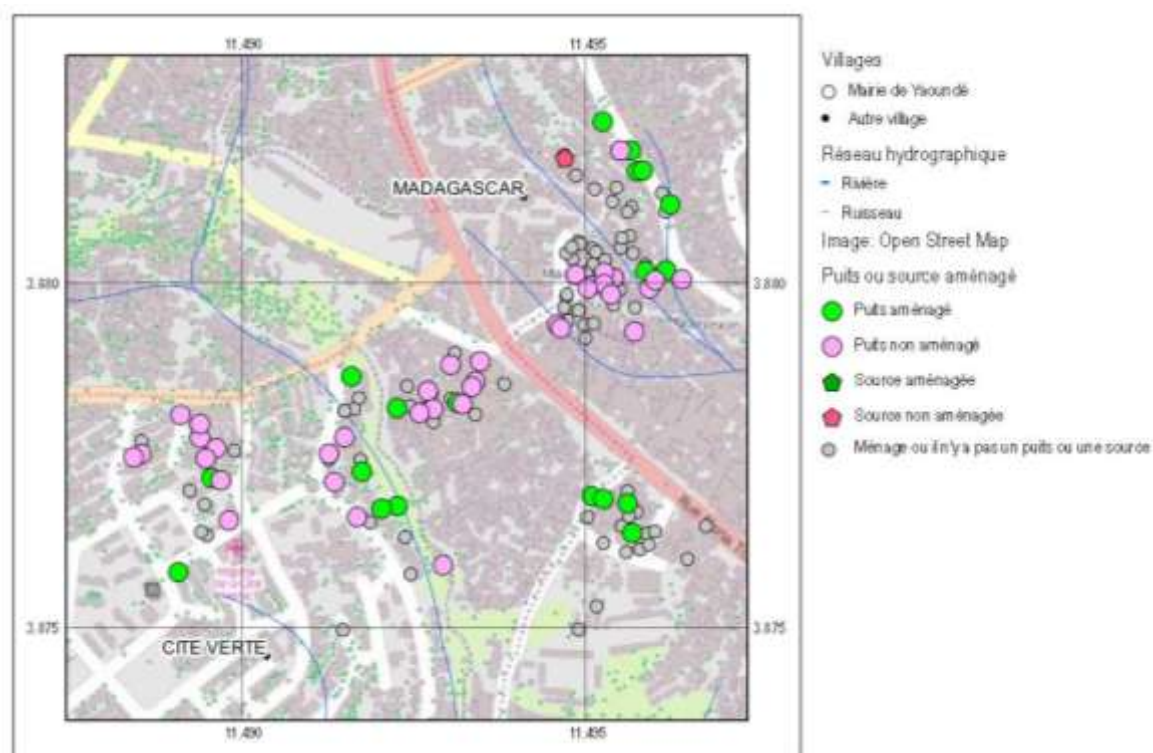 11.490 11.495
MADAGASCAR
3.880 3.880
CITE VERTE
3.875 3.875
11.490 11.495
Villages
Mairie de Yaoundé
Autre village
Réseau hydrographique
Rivière
Ruisseau
Image: Open Street Map
Puits ou source aménagé
Puits aménagé
Puits non aménagé
Source aménagée
Source non aménagée
Ménage ou il n'y a pas un puits ou une source